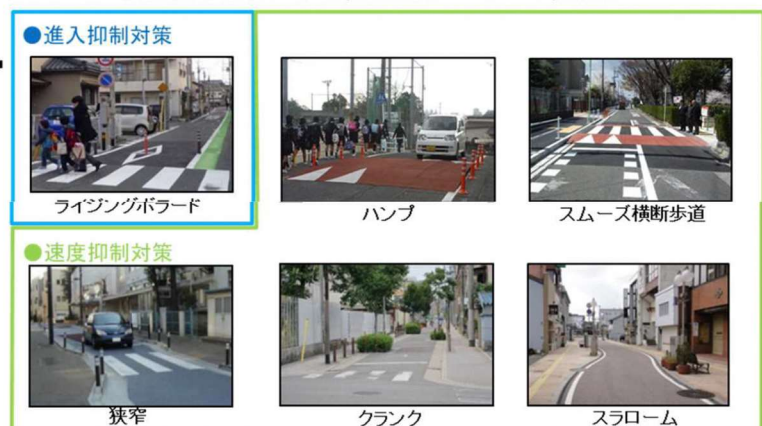 ●進入抑制対策
ライジングボラード
ハンプ
スムーズ横断歩道
●速度抑制対策
狭窄
クランク
スラローム